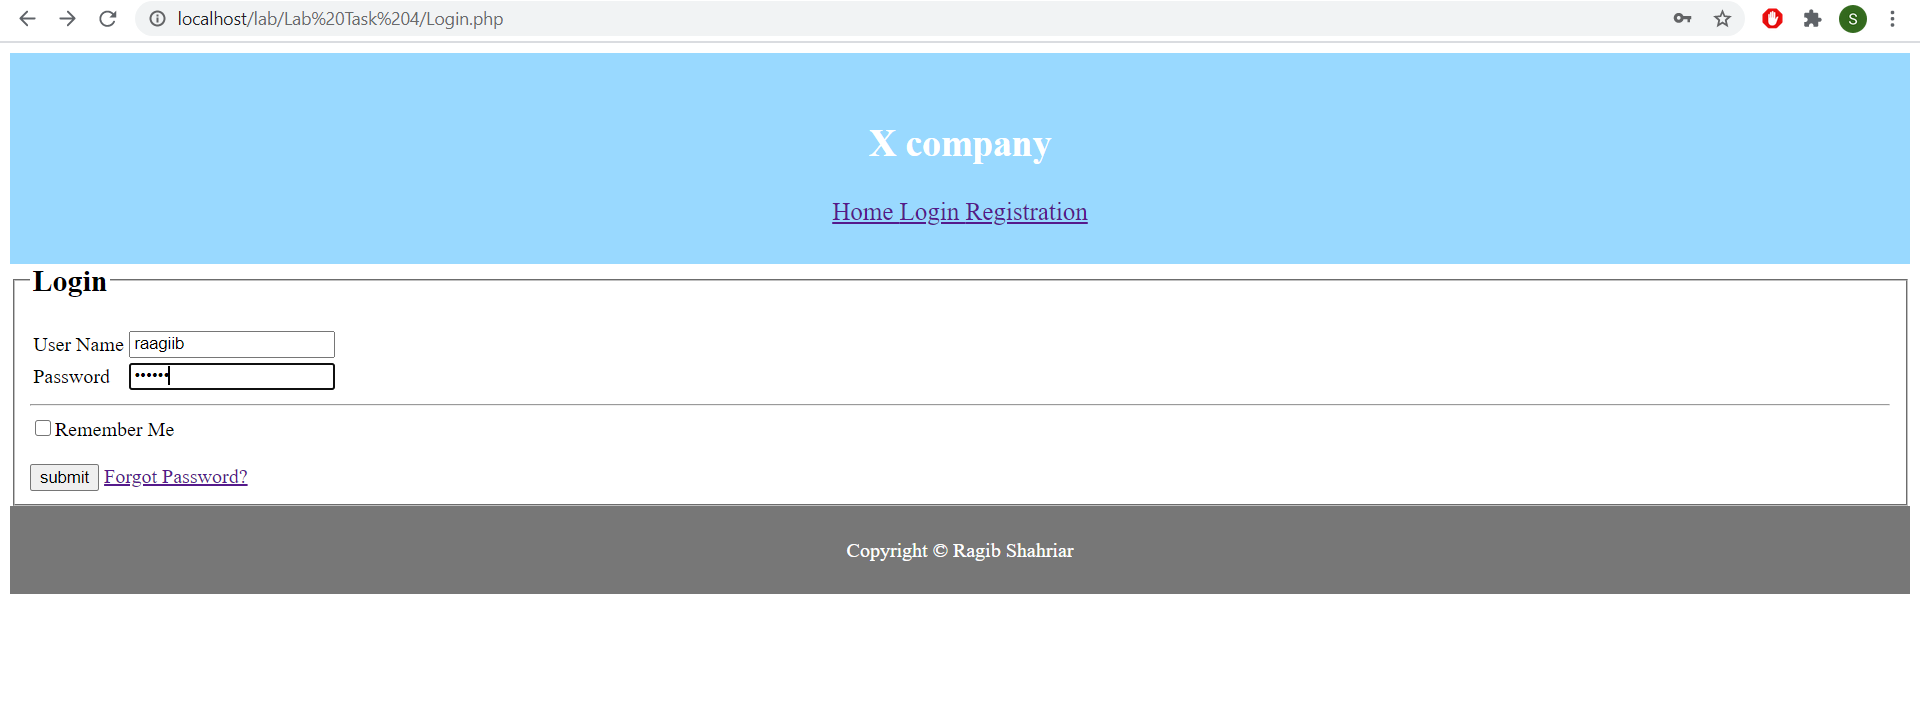 localhost/lab/Lab%20Task%204/Login.php
S
X company
Home Login Registration
Login
User Name raagiib
Password ••••••
Remember Me
submit Forgot Password?
Copyright © Ragib Shahriar